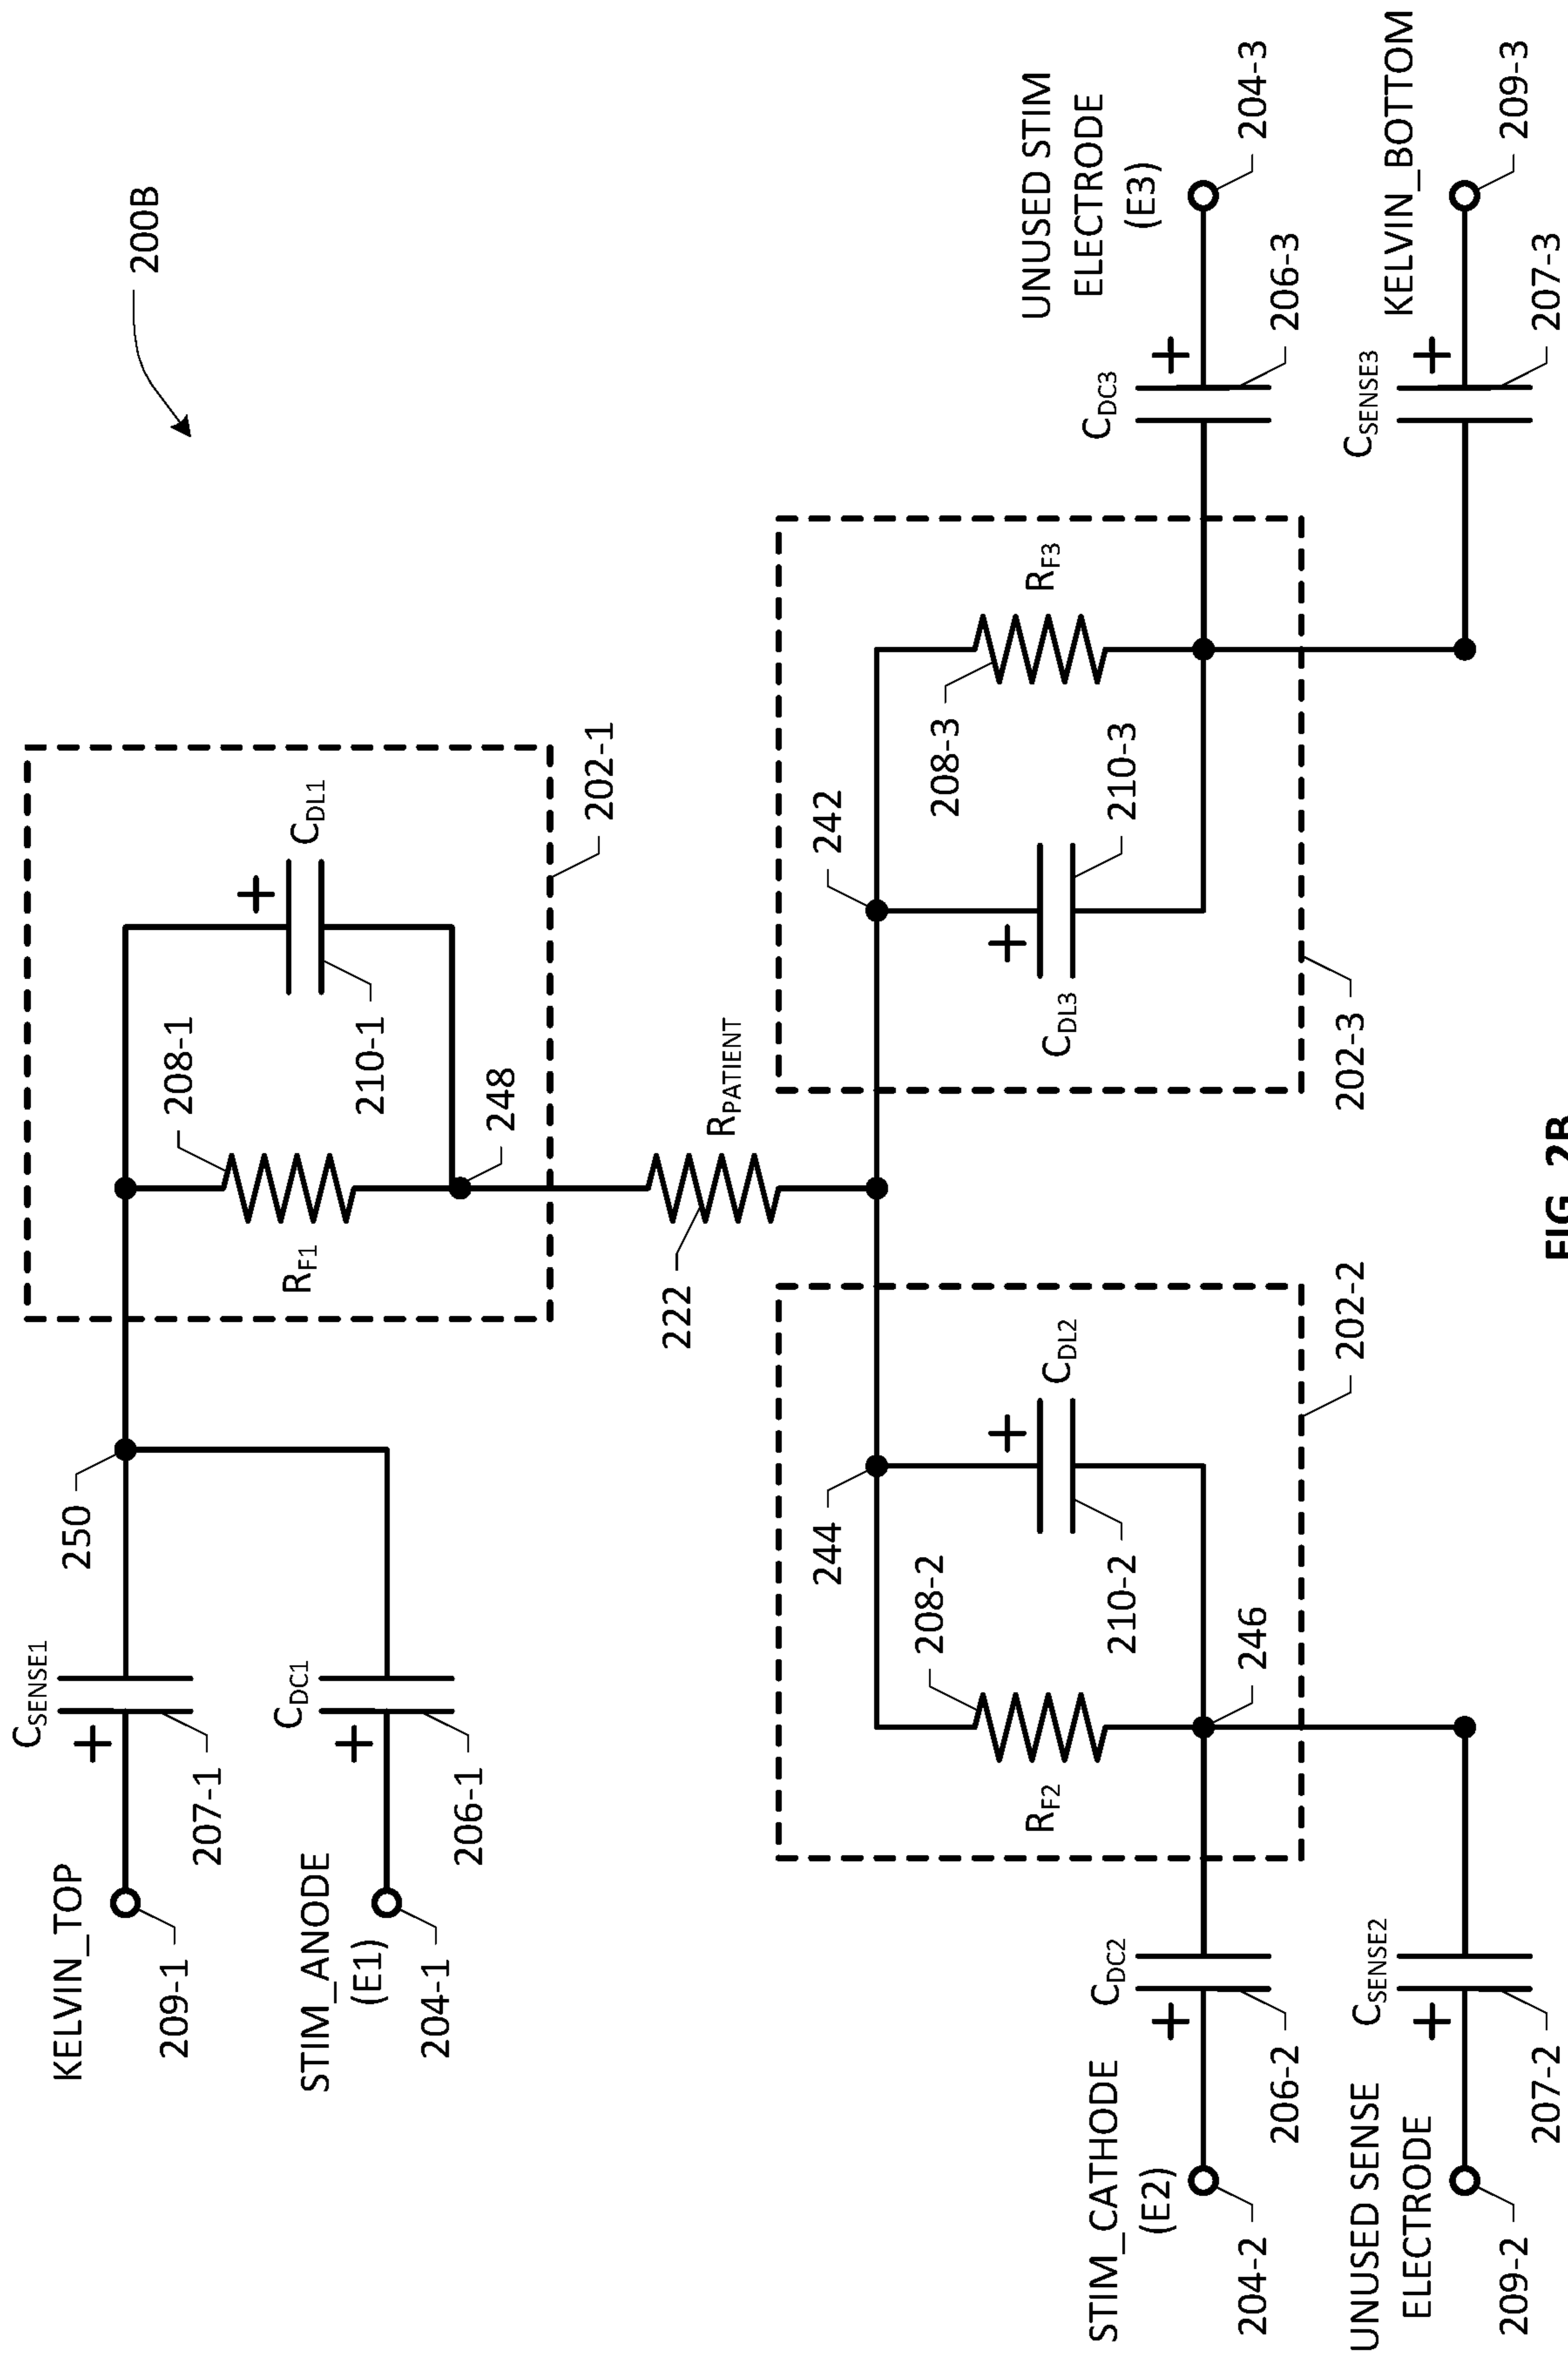 200B
KELVIN_TOP
209-1
CSENSE1
207-1
250
STIM_ANODE
(E1)
204-1
CDC1
206-1
RF1
208-1
CDL1
210-1
248
202-1
222
RPATIENT
244
242
208-2
RF2
CDL2
210-2
246
202-2
STIM_CATHODE
(E2)
204-2
CDC2
206-2
UNUSED SENSE
ELECTRODE
209-2
CSENSE2
207-2
CDL3
210-3
208-3
RF3
202-3
UNUSED STIM
ELECTRODE
(E3)
204-3
CDC3
206-3
KELVIN_BOTTOM
209-3
CSENSE3
207-3
+
+
+
+
+
+
+
+
+